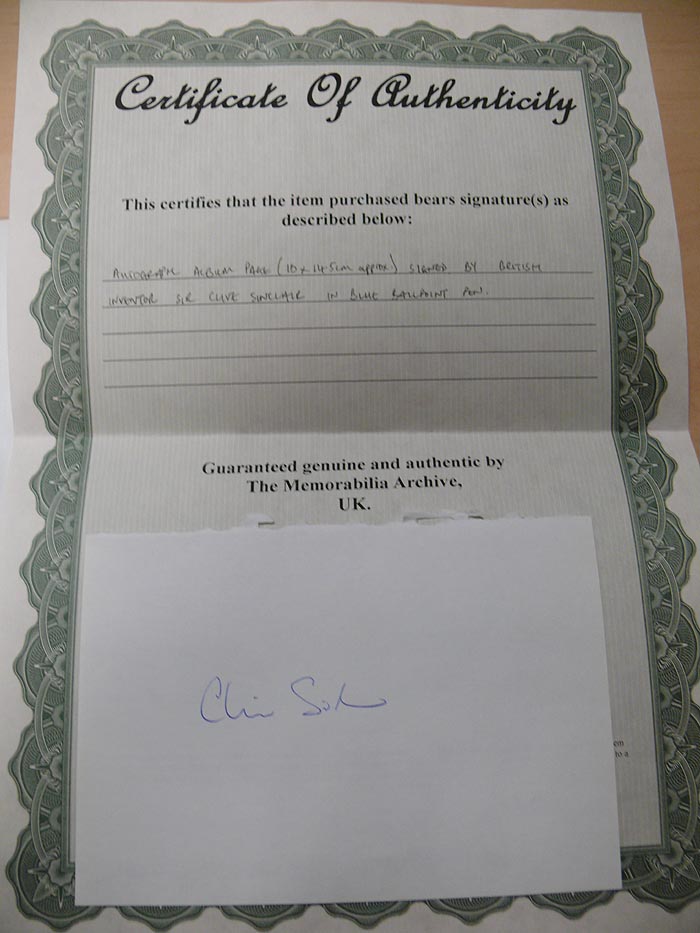 Certificate Of Authenticity
This certifies that the item purchased bears signature(s) as
described below:
AUTOGRAPH ALBUM PAGE (10 x 14.5cm approx) SIGNED BY BRITISH
INVENTOR SIR CLIVE SINCLAIR IN BLUE BALLPOINT PEN.
Guaranteed genuine and authentic by
The Memorabilia Archive,
UK.
to a